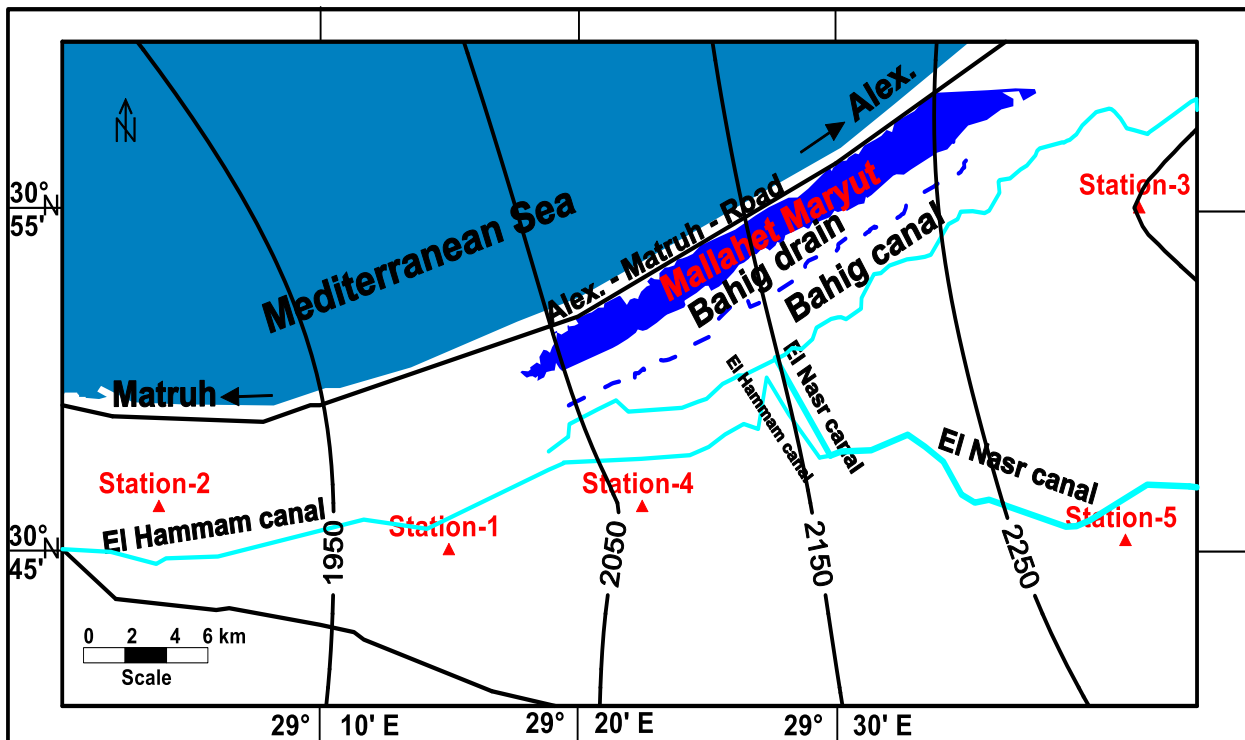 N
Alex.
30°
55'
N
Station-3
Mediterranean Sea
Alex. - Matruh - Road
Mallahet Maryut
Bahig drain
Bahig canal
Matruh
El Nasr canal
El Hammam canal
El Nasr canal
Station-2
Station-4
Station-5
El Hammam canal
Station-1
30°
45'
N
1950
2050
2150
2250
0 2 4 6 km
Scale
29° 10' E
29° 20' E
29° 30' E